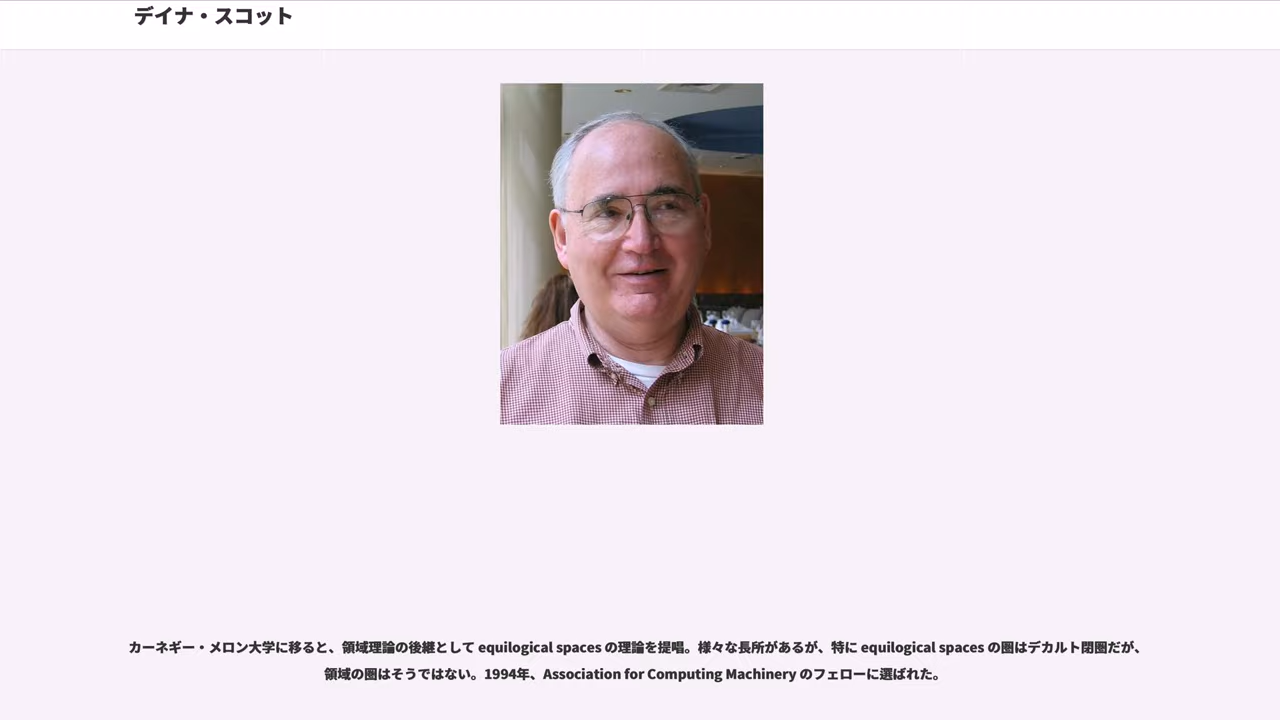 デイナ・スコット
カーネギー・メロン大学に移ると、領域理論の後継として equilogical spaces の理論を提唱。様々な長所があるが、特に equilogical spaces の圏はデカルト閉圏だが、
領域の圏はそうではない。1994年、Association for Computing Machinery のフェローに選ばれた。